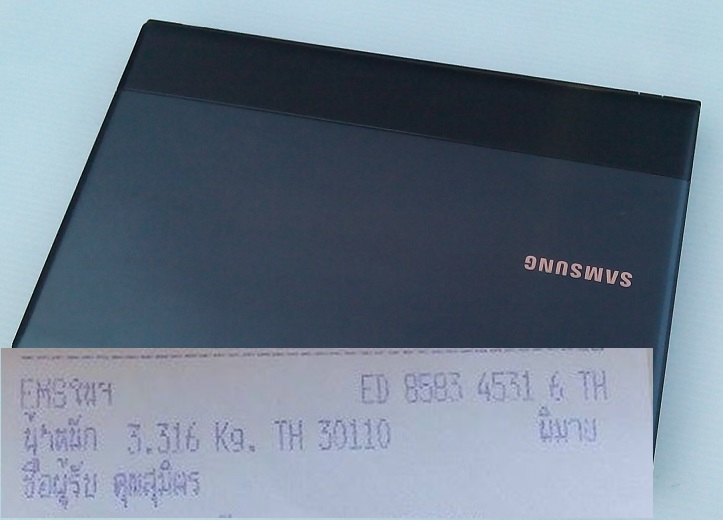 SAMSUNG
EMSในฯ ED 8583 4531 6 TH
น้ำหนัก 3.316 Kg. TH 30110 พิมาย
ชื่อผู้รับ คุณสุมิตร